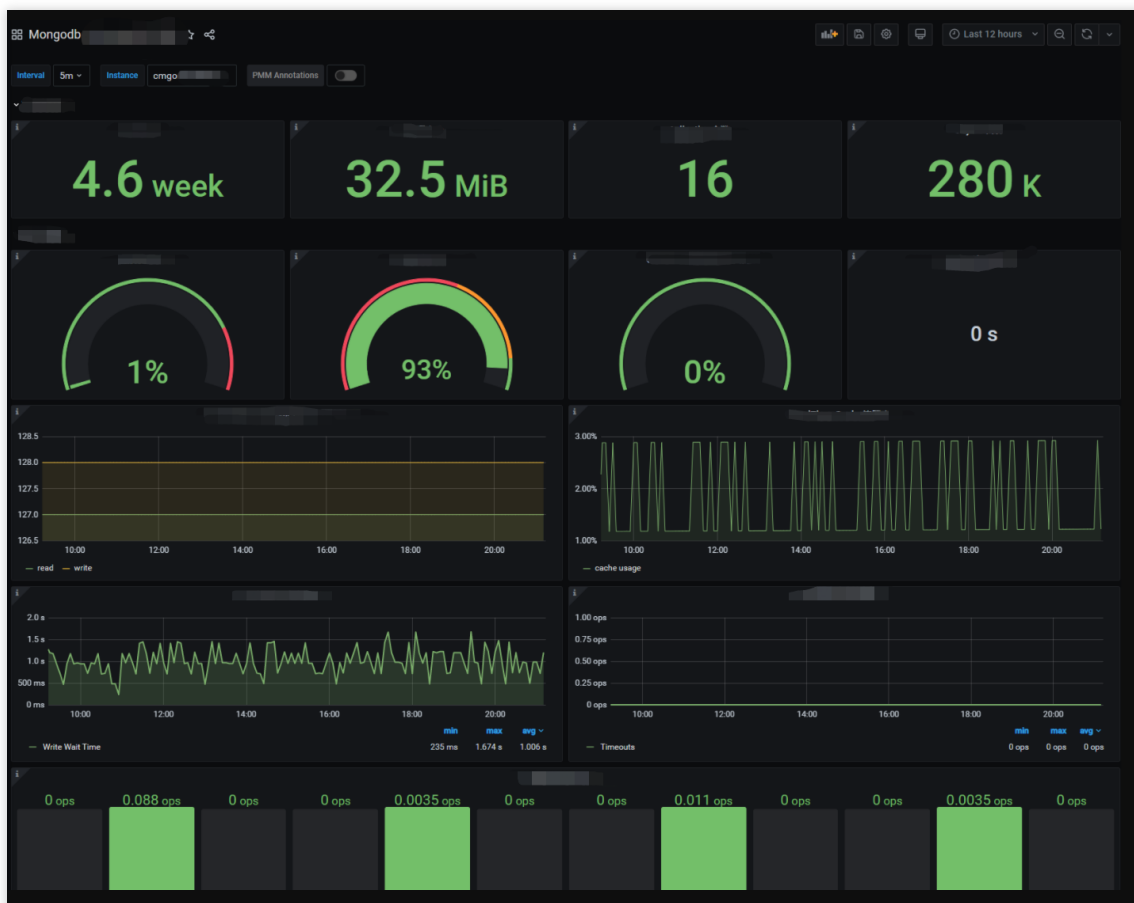 Mongodb
Last 12 hours
Interval 5m Instance cmgo PMM Annotations
4.6 week
32.5 MiB
16
280 K
1%
93%
0%
0 s
128.5
128.0
127.5
127.0
126.5
10:00 12:00 14:00 16:00 18:00 20:00
read write
3.00%
2.00%
1.00%
10:00 12:00 14:00 16:00 18:00 20:00
cache usage
2.0 s
1.5 s
1.0 s
500 ms
0 ms
10:00 12:00 14:00 16:00 18:00 20:00
min max avg
Write Wait Time 235 ms 1.674 s 1.006 s
1.00 ops
0.75 ops
0.50 ops
0.25 ops
0 ops
10:00 12:00 14:00 16:00 18:00 20:00
min max avg
Timeouts 0 ops 0 ops 0 ops
0 ops 0.088 ops 0 ops 0 ops 0.0035 ops 0 ops 0 ops 0.011 ops 0 ops 0 ops 0.0035 ops 0 ops